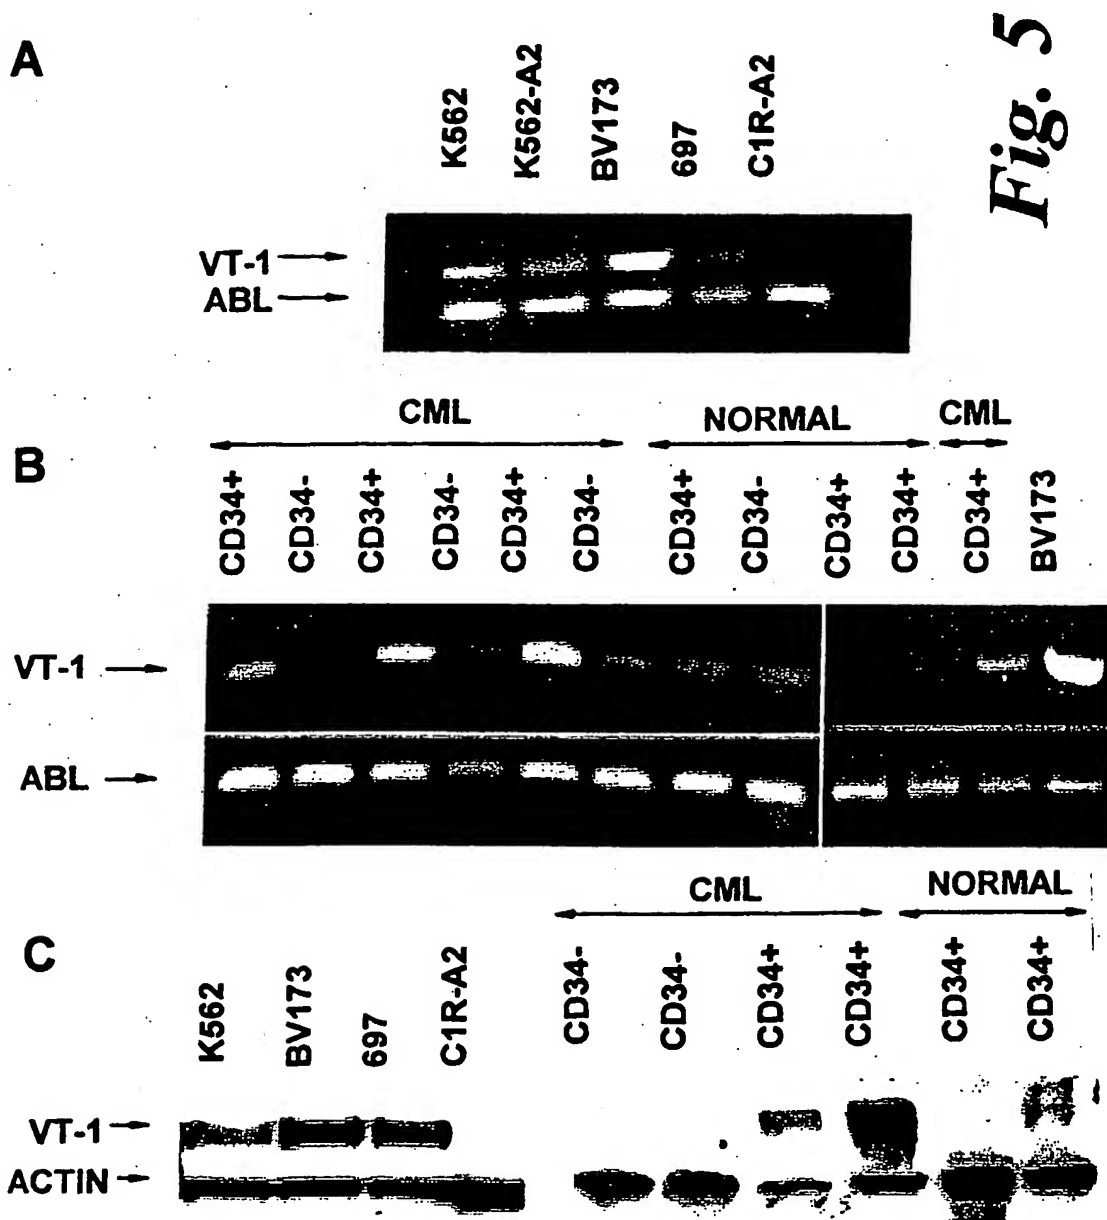 Fig. 5
A
K562
K562-A2
BV173
697
C1R-A2
VT-1
ABL
B
CML
NORMAL
CML
CD34+
CD34-
CD34+
CD34-
CD34+
CD34-
CD34+
CD34-
CD34+
CD34+
CD34+
BV173
VT-1
ABL
C
CML
NORMAL
K562
BV173
697
C1R-A2
CD34-
CD34-
CD34+
CD34+
CD34+
CD34+
VT-1
ACTIN